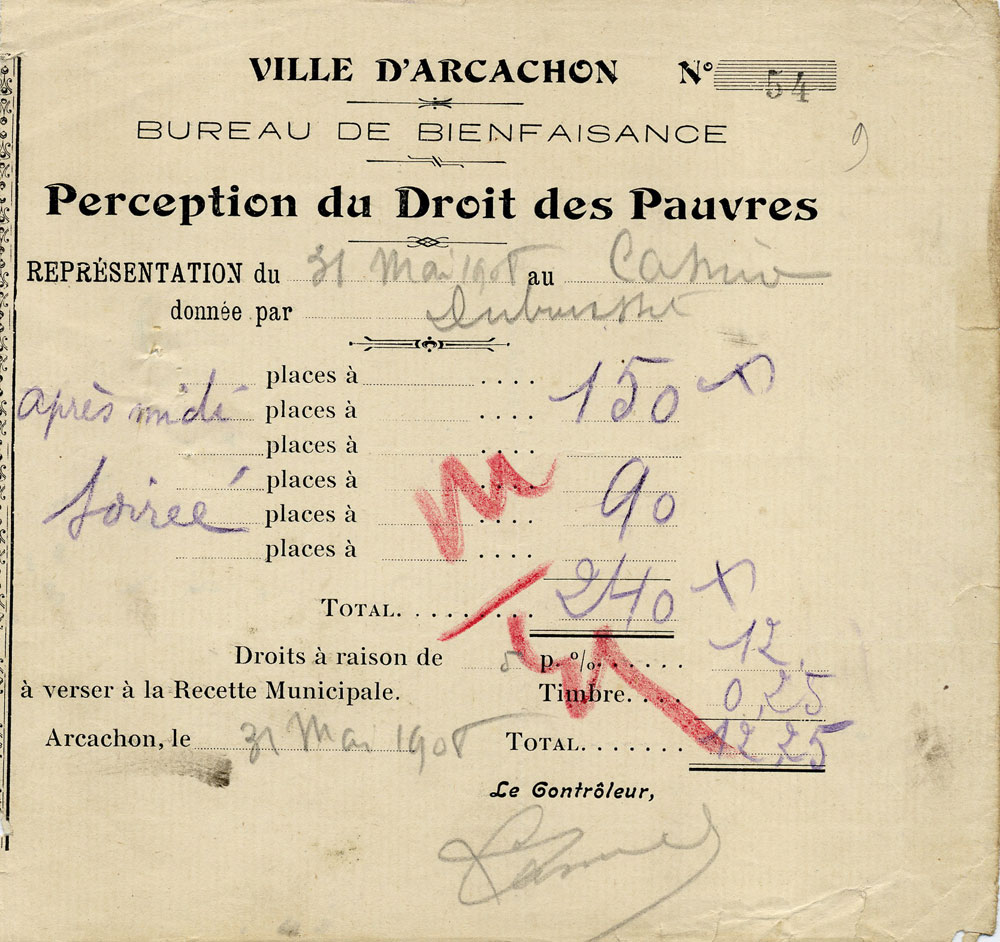 VILLE D'ARCACHON N° 54
9
BUREAU DE BIENFAISANCE
Perception du Droit des Pauvres
REPRÉSENTATION du 31 Mai 1908 au Casino
donnée par
places à .... 150
après midi places à ....
places à ....
places à .... 90
soireé places à ....
places à ....
TOTAL. ........ 240
Droits à raison de 5 p. %. ...... 12.
à verser à la Recette Municipale. Timbre. ... 0,25
Arcachon, le 31 Mai 1908 TOTAL. ...... 12,25
Le Contrôleur,